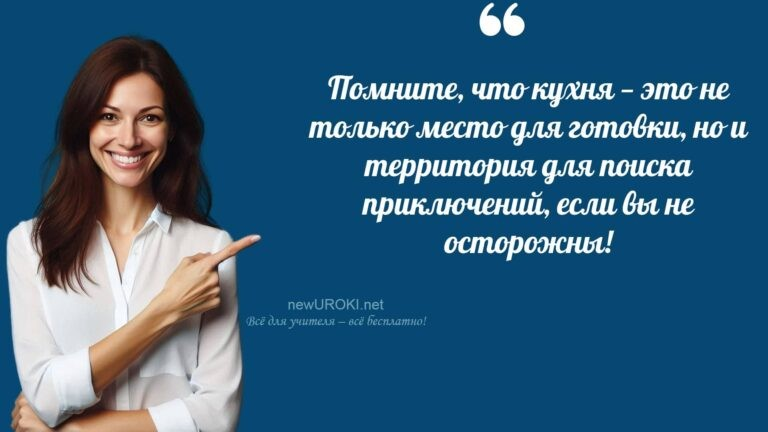 Помните, что кухня – это не
только место для готовки, но и
территория для поиска
приключений, если вы не
осторожны!
newUROKI.net
Всё для учителя – всё бесплатно!